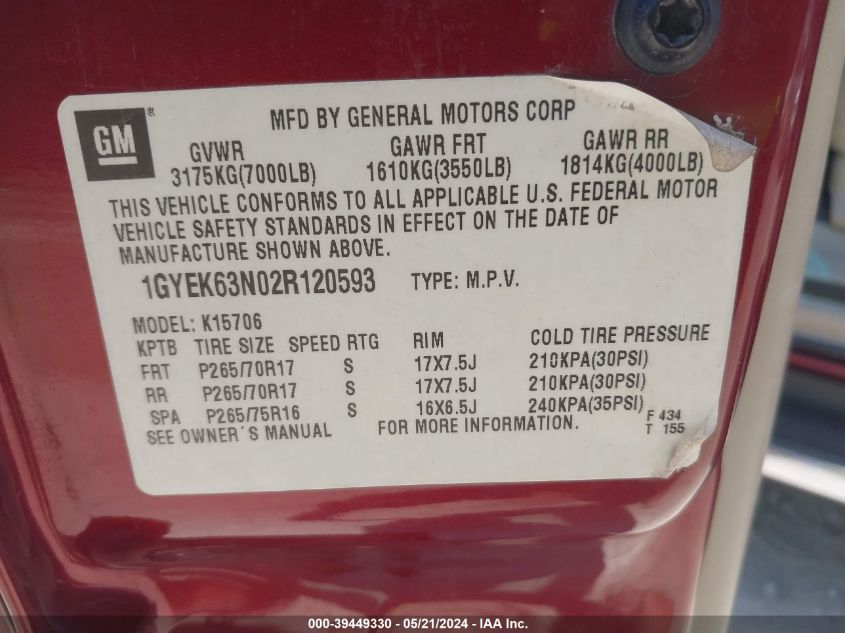 MFD BY GENERAL MOTORS CORP
GM®
GVWR GAWR FRT GAWR RR
3175KG(7000LB) 1610KG(3550LB) 1814KG(4000LB)
THIS VEHICLE CONFORMS TO ALL APPLICABLE U.S. FEDERAL MOTOR
VEHICLE SAFETY STANDARDS IN EFFECT ON THE DATE OF
MANUFACTURE SHOWN ABOVE.
1GYEK63N02R120593 TYPE: M.P.V.
MODEL: K15706
KPTB TIRE SIZE SPEED RTG RIM COLD TIRE PRESSURE
FRT P265/70R17 S 17X7.5J 210KPA(30PSI)
RR P265/70R17 S 17X7.5J 210KPA(30PSI)
SPA P265/75R16 S 16X6.5J 240KPA(35PSI)
SEE OWNER'S MANUAL FOR MORE INFORMATION.
F 434
T 155
000-39449330 - 05/21/2024 - IAA Inc.